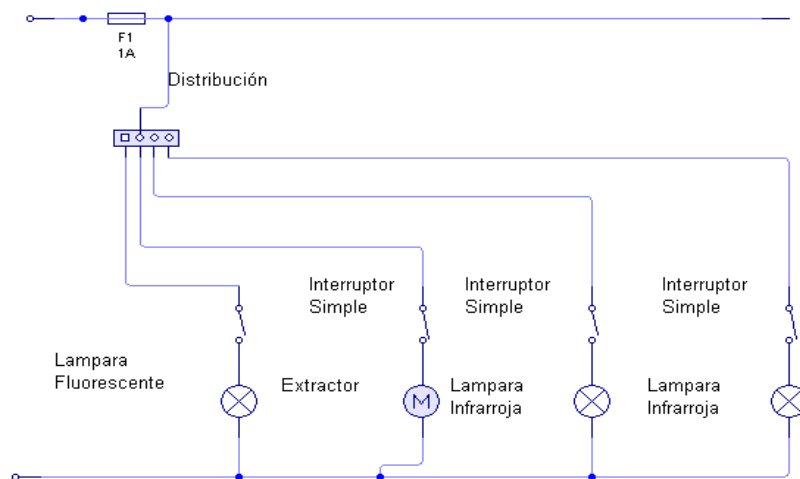 F1
1A
Distribución
Interruptor
Simple
Interruptor
Simple
Interruptor
Simple
Lampara
Fluorescente
Extractor
M
Lampara
Infrarroja
Lampara
Infrarroja